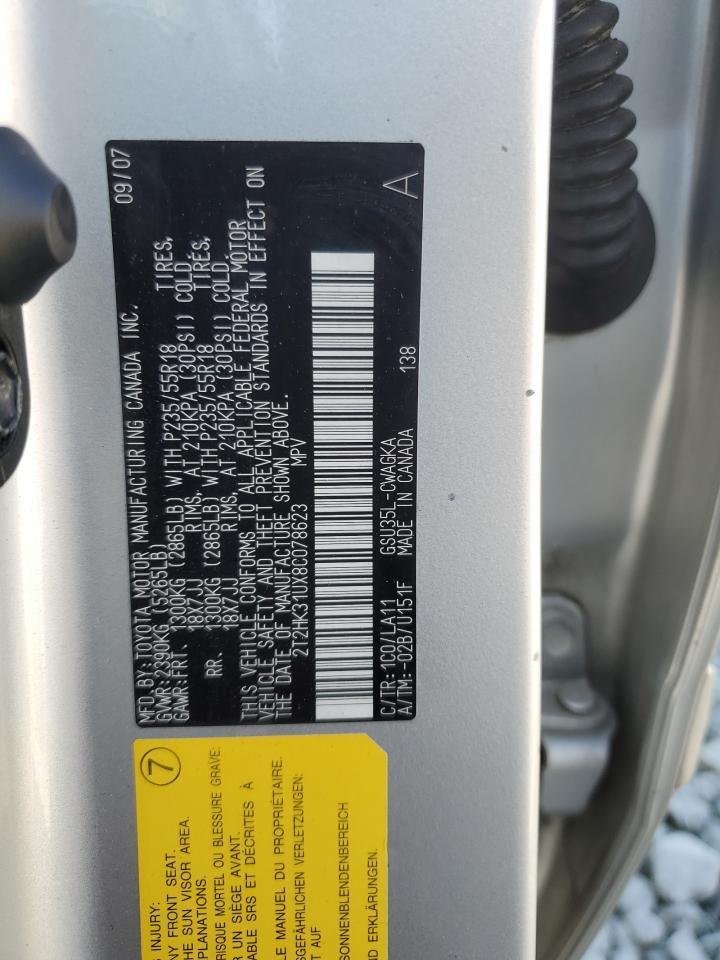 MFD.BY:TOYOTA MOTOR MANUFACTURING CANADA INC. 09/07
GVWR:2390KG (5265LB)
GAWR:FRT. 1300KG (2865LB) WITH P235/55R18 TIRES,
18X7JJ RIMS, AT 210KPA (30PSI) COLD.
RR. 1300KG (2865LB) WITH P235/55R18 TIRES,
18X7JJ RIMS, AT 210KPA (30PSI) COLD.
THIS VEHICLE CONFORMS TO ALL APPLICABLE FEDERAL MOTOR
VEHICLE SAFETY AND THEFT PREVENTION STANDARDS IN EFFECT ON
THE DATE OF MANUFACTURE SHOWN ABOVE.
2T2HK31UX8C078623 MPV
C/TR:1C0/LA11 GSU35L-CWAGKA
A/TM:-02B/U151F MADE IN CANADA 138 A
7
INJURY:
NY FRONT SEAT.
HE SUN VISOR AREA.
PLANATIONS.
RISQUE MORTEL OU BLESSURE GRAVE:
R UN SIÈGE AVANT.
ABLE SRS ET DÉCRITES À
LE MANUEL DU PROPRIÉTAIRE.
SGEFÄHRLICHEN VERLETZUNGEN:
T AUF
SONNENBLENDENBEREICH
D ERKLÄRUNGEN.